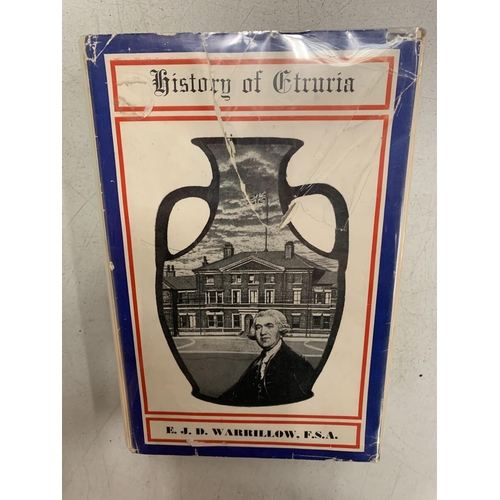 History of Etruria
E. J. D. WARRILLOW, F.S.A.